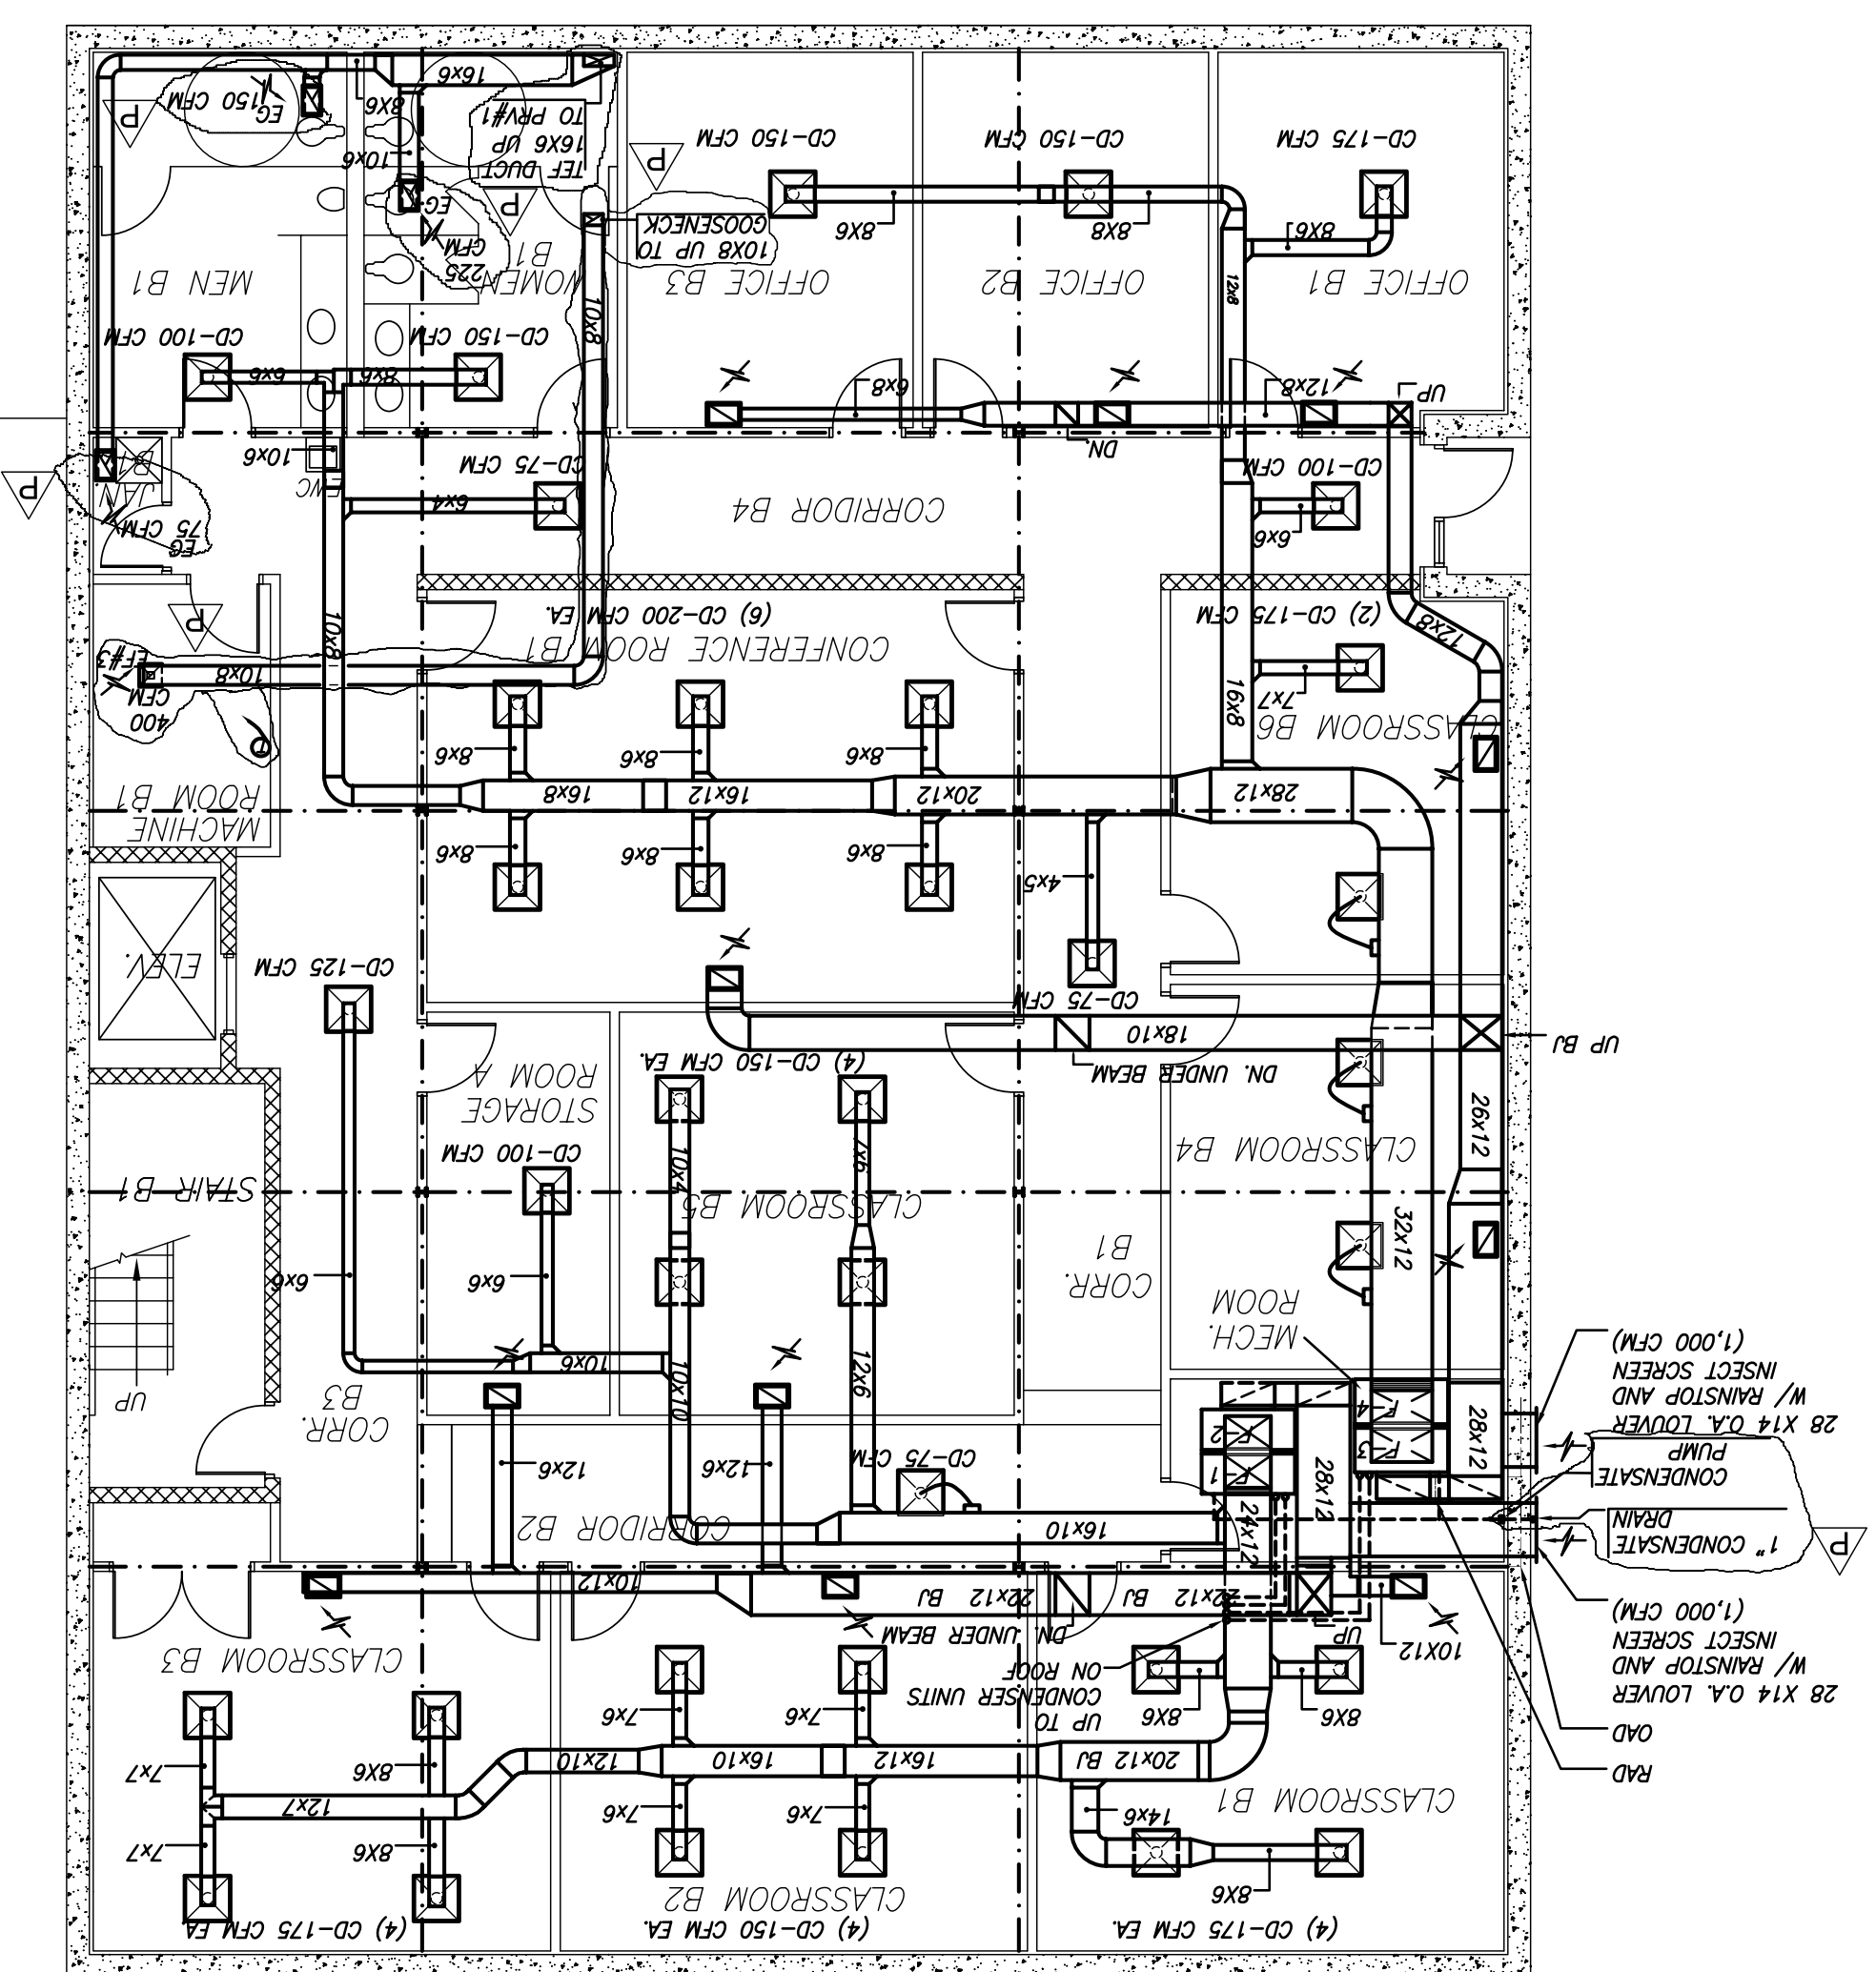 (4) CD-175 CFM EA.
(4) CD-150 CFM EA.
(4) CD-175 CFM EA
CLASSROOM B2
8X6
8X6
7x6
7x6
7x7
CLASSROOM B1
14x6
12x7
RAD
20x12 BJ
16x12
16x10
12x10
8X6
7x7
OAD
8X6
8X6
7x6
7x6
28 X14 O.A. LOUVER
W/ RAINSTOP AND
INSECT SCREEN
(1,000 CFM)
UP TO
CONDENSER UNITS
ON ROOF
CLASSROOM B3
10X12
UP
DN. UNDER BEAM
22x12 BJ
22x12 BJ
10x12
1" CONDENSATE
DRAIN
P
CONDENSATE
PUMP
24x12
16x10
CORRIDOR B2
28x12
28x12
F-1
F-2
F-3
F-4
CD-75 CFM
12x6
12x6
28 X14 O.A. LOUVER
W/ RAINSTOP AND
INSECT SCREEN
(1,000 CFM)
CORR.
B3
UP
12x6
10x10
10x6
MECH.
ROOM
CORR.
B1
6x6
6x6
32x12
CLASSROOM B5
STAIR B1
CLASSROOM B4
26x12
7x6
10x4
CD-100 CFM
STORAGE
ROOM A
DN. UNDER BEAM
(4) CD-150 CFM EA.
UP BJ
18x10
CD-75 CFM
CD-125 CFM
ELEV.
4x5
8x6
8x6
8x6
MACHINE
ROOM B1
28x12
20x12
16x12
16x8
8x6
8x6
8x6
CLASSROOM B6
7x7
16x8
400
CFM
EF#3
10x8
10x8
CONFERENCE ROOM B1
(6) CD-200 CFM EA.
(2) CD-175 CFM
12x8
P
6x6
EG
75 CFM
CORRIDOR B4
6x4
EWC
JAN.
B1
P
CD-100 CFM
CD-75 CFM
10x6
DN.
UP
12x8
6x8
8x6
6x6
CD-150 CFM
CD-100 CFM
10x8
12x8
OFFICE B1
OFFICE B2
OFFICE B3
WOMEN
B1
MEN B1
225
CFM
EG
10X8 UP TO
GOOSENECK
8X6
8X8
8X6
P
P
TEF DUCT
16X6 UP
TO PRV#1
10x6
CD-175 CFM
CD-150 CFM
CD-150 CFM
8X6
EG
150 CFM
P
16x6